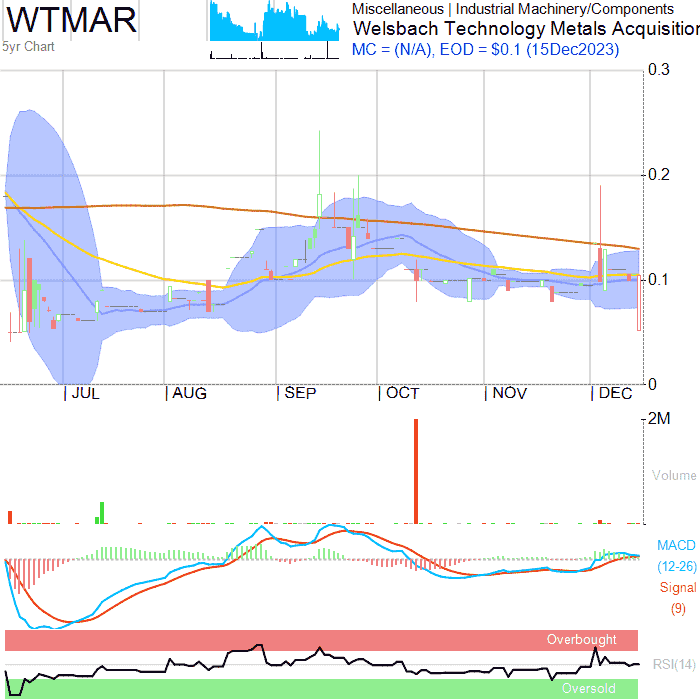 WTMAR
5yr Chart
Miscellaneous | Industrial Machinery/Components
Welsbach Technology Metals Acquisition
MC = (N/A), EOD = $0.1 (15Dec2023)
0.3
0.2
0.1
0
JUL AUG SEP OCT NOV DEC
2M
Volume
MACD
(12-26)
Signal
(9)
Overbought
RSI(14)
Oversold